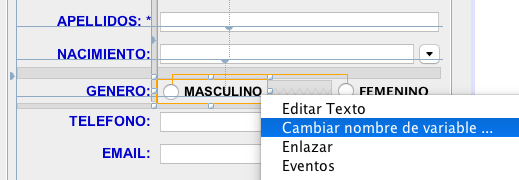 APELLIDOS: *
NACIMIENTO:
GENERO: MASCULINO FEMENINO
TELEFONO:
EMAIL:
Editar Texto
Cambiar nombre de variable ...
Enlazar
Eventos